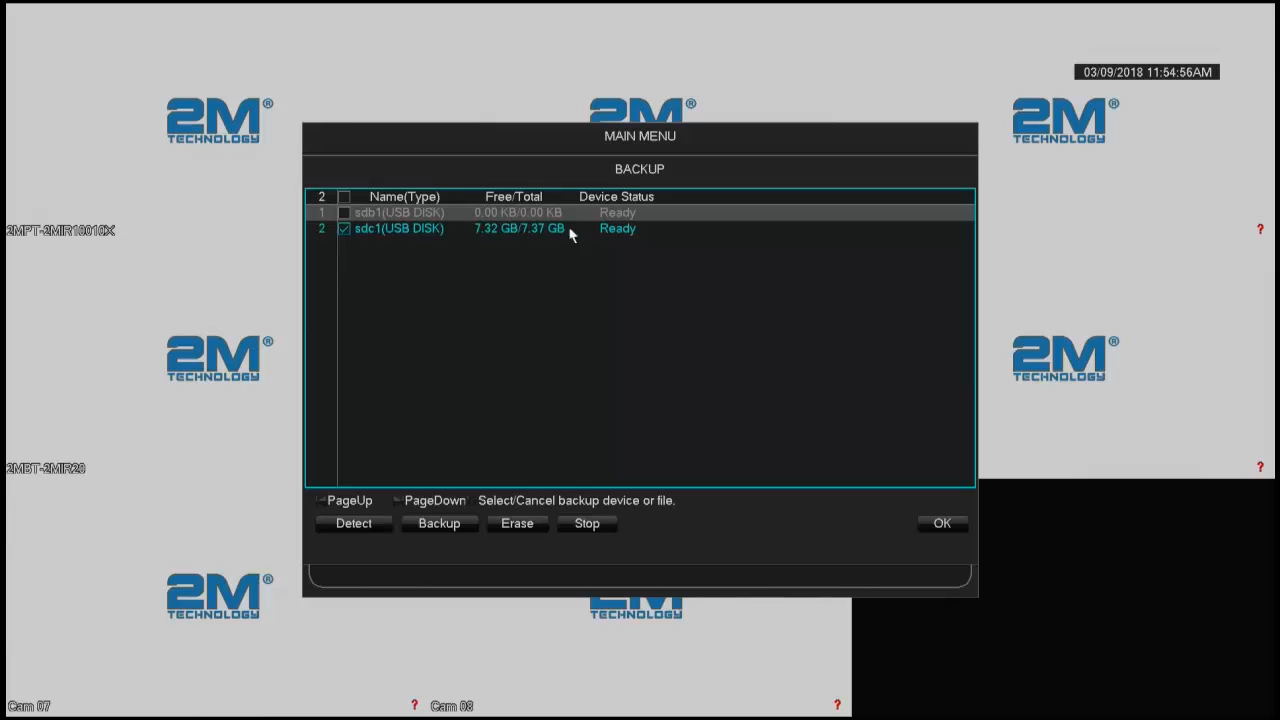 03/09/2018 11:54:56AM
2M®
TECHNOLOGY
2M®
2M®
TECHNOLOGY
MAIN MENU
BACKUP
2 Name(Type) Free/Total Device Status
1 sdb1(USB DISK) 0.00 KB/0.00 KB Ready
2 sdc1(USB DISK) 7.32 GB/7.37 GB Ready
2MPT-2MIR10010X
?
2M®
TECHNOLOGY
2M®
TECHNOLOGY
2MBT-2MIR20
?
PageUp PageDown Select/Cancel backup device or file.
Detect Backup Erase Stop OK
2M®
TECHNOLOGY
2M
TECHNOLOGY
Cam 07 ? Cam 08 ?